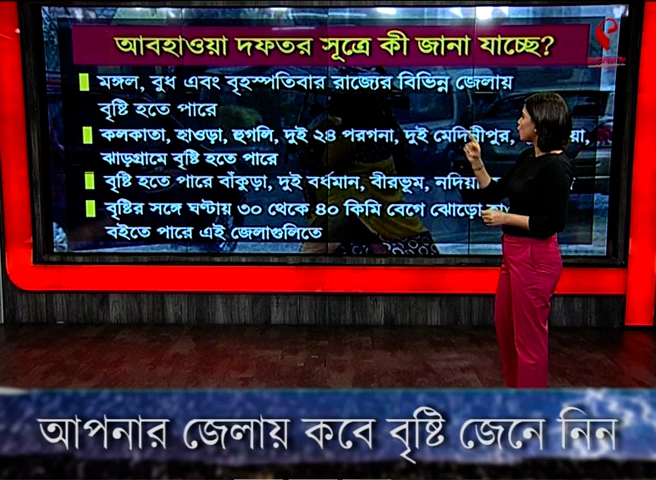 আবহাওয়া দফতর সূত্রে কী জানা যাচ্ছে?
মঙ্গল, বুধ এবং বৃহস্পতিবার রাজ্যের বিভিন্ন জেলায়
বৃষ্টি হতে পারে
কলকাতা, হাওড়া, হুগলি, দুই ২৪ পরগনা, দুই মেদিনীপুর,
ঝাড়গ্রামে বৃষ্টি হতে পারে
বৃষ্টি হতে পারে বাঁকুড়া, দুই বর্ধমান, বীরভূম,
বৃষ্টির সঙ্গে ঘণ্টায় ৩০ থেকে ৪০ কিমি বেগে ঝোড়ো
বইতে পারে এই জেলাগুলিতে
আপনার জেলায় কবে বৃষ্টি জেনে নিন